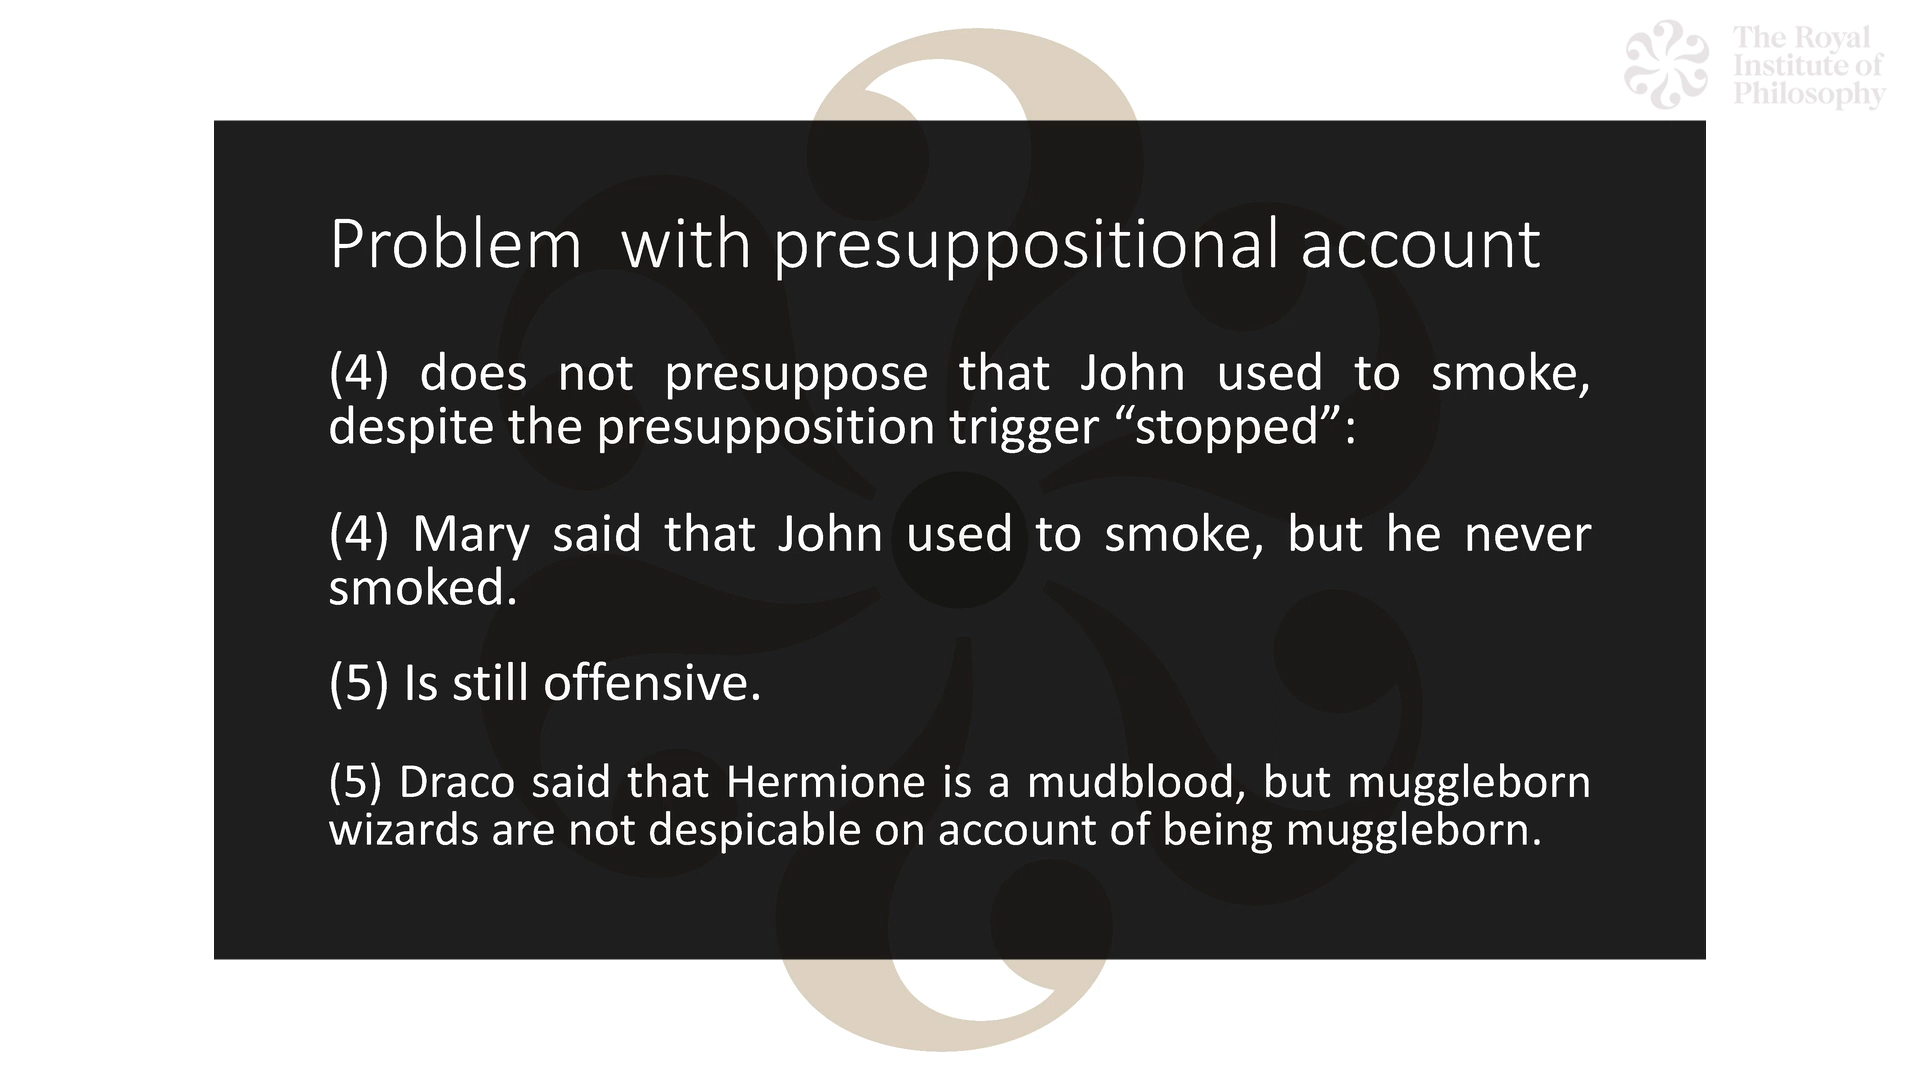 The Royal
Institute of
Philosophy
Problem with presuppositional account
(4) does not presuppose that John used to smoke,
despite the presupposition trigger “stopped”:
(4) Mary said that John used to smoke, but he never
smoked.
(5) Is still offensive.
(5) Draco said that Hermione is a mudblood, but muggleborn
wizards are not despicable on account of being muggleborn.